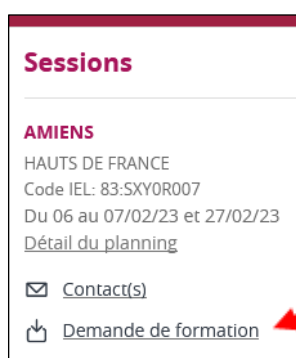 Sessions
AMIENS
HAUTS DE FRANCE
Code IEL: 83:SXY0R007
Du 06 au 07/02/23 et 27/02/23
Détail du planning
Contact(s)
Demande de formation